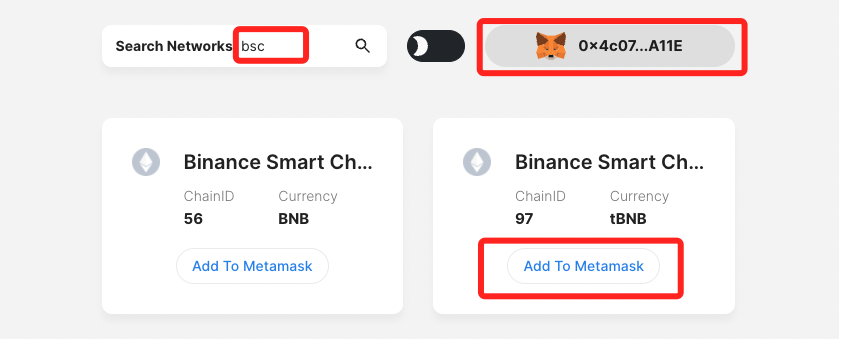 Search Networks bsc
0x4c07...A11E
Binance Smart Ch...
ChainID Currency
56 BNB
Add To Metamask
Binance Smart Ch...
ChainID Currency
97 tBNB
Add To Metamask